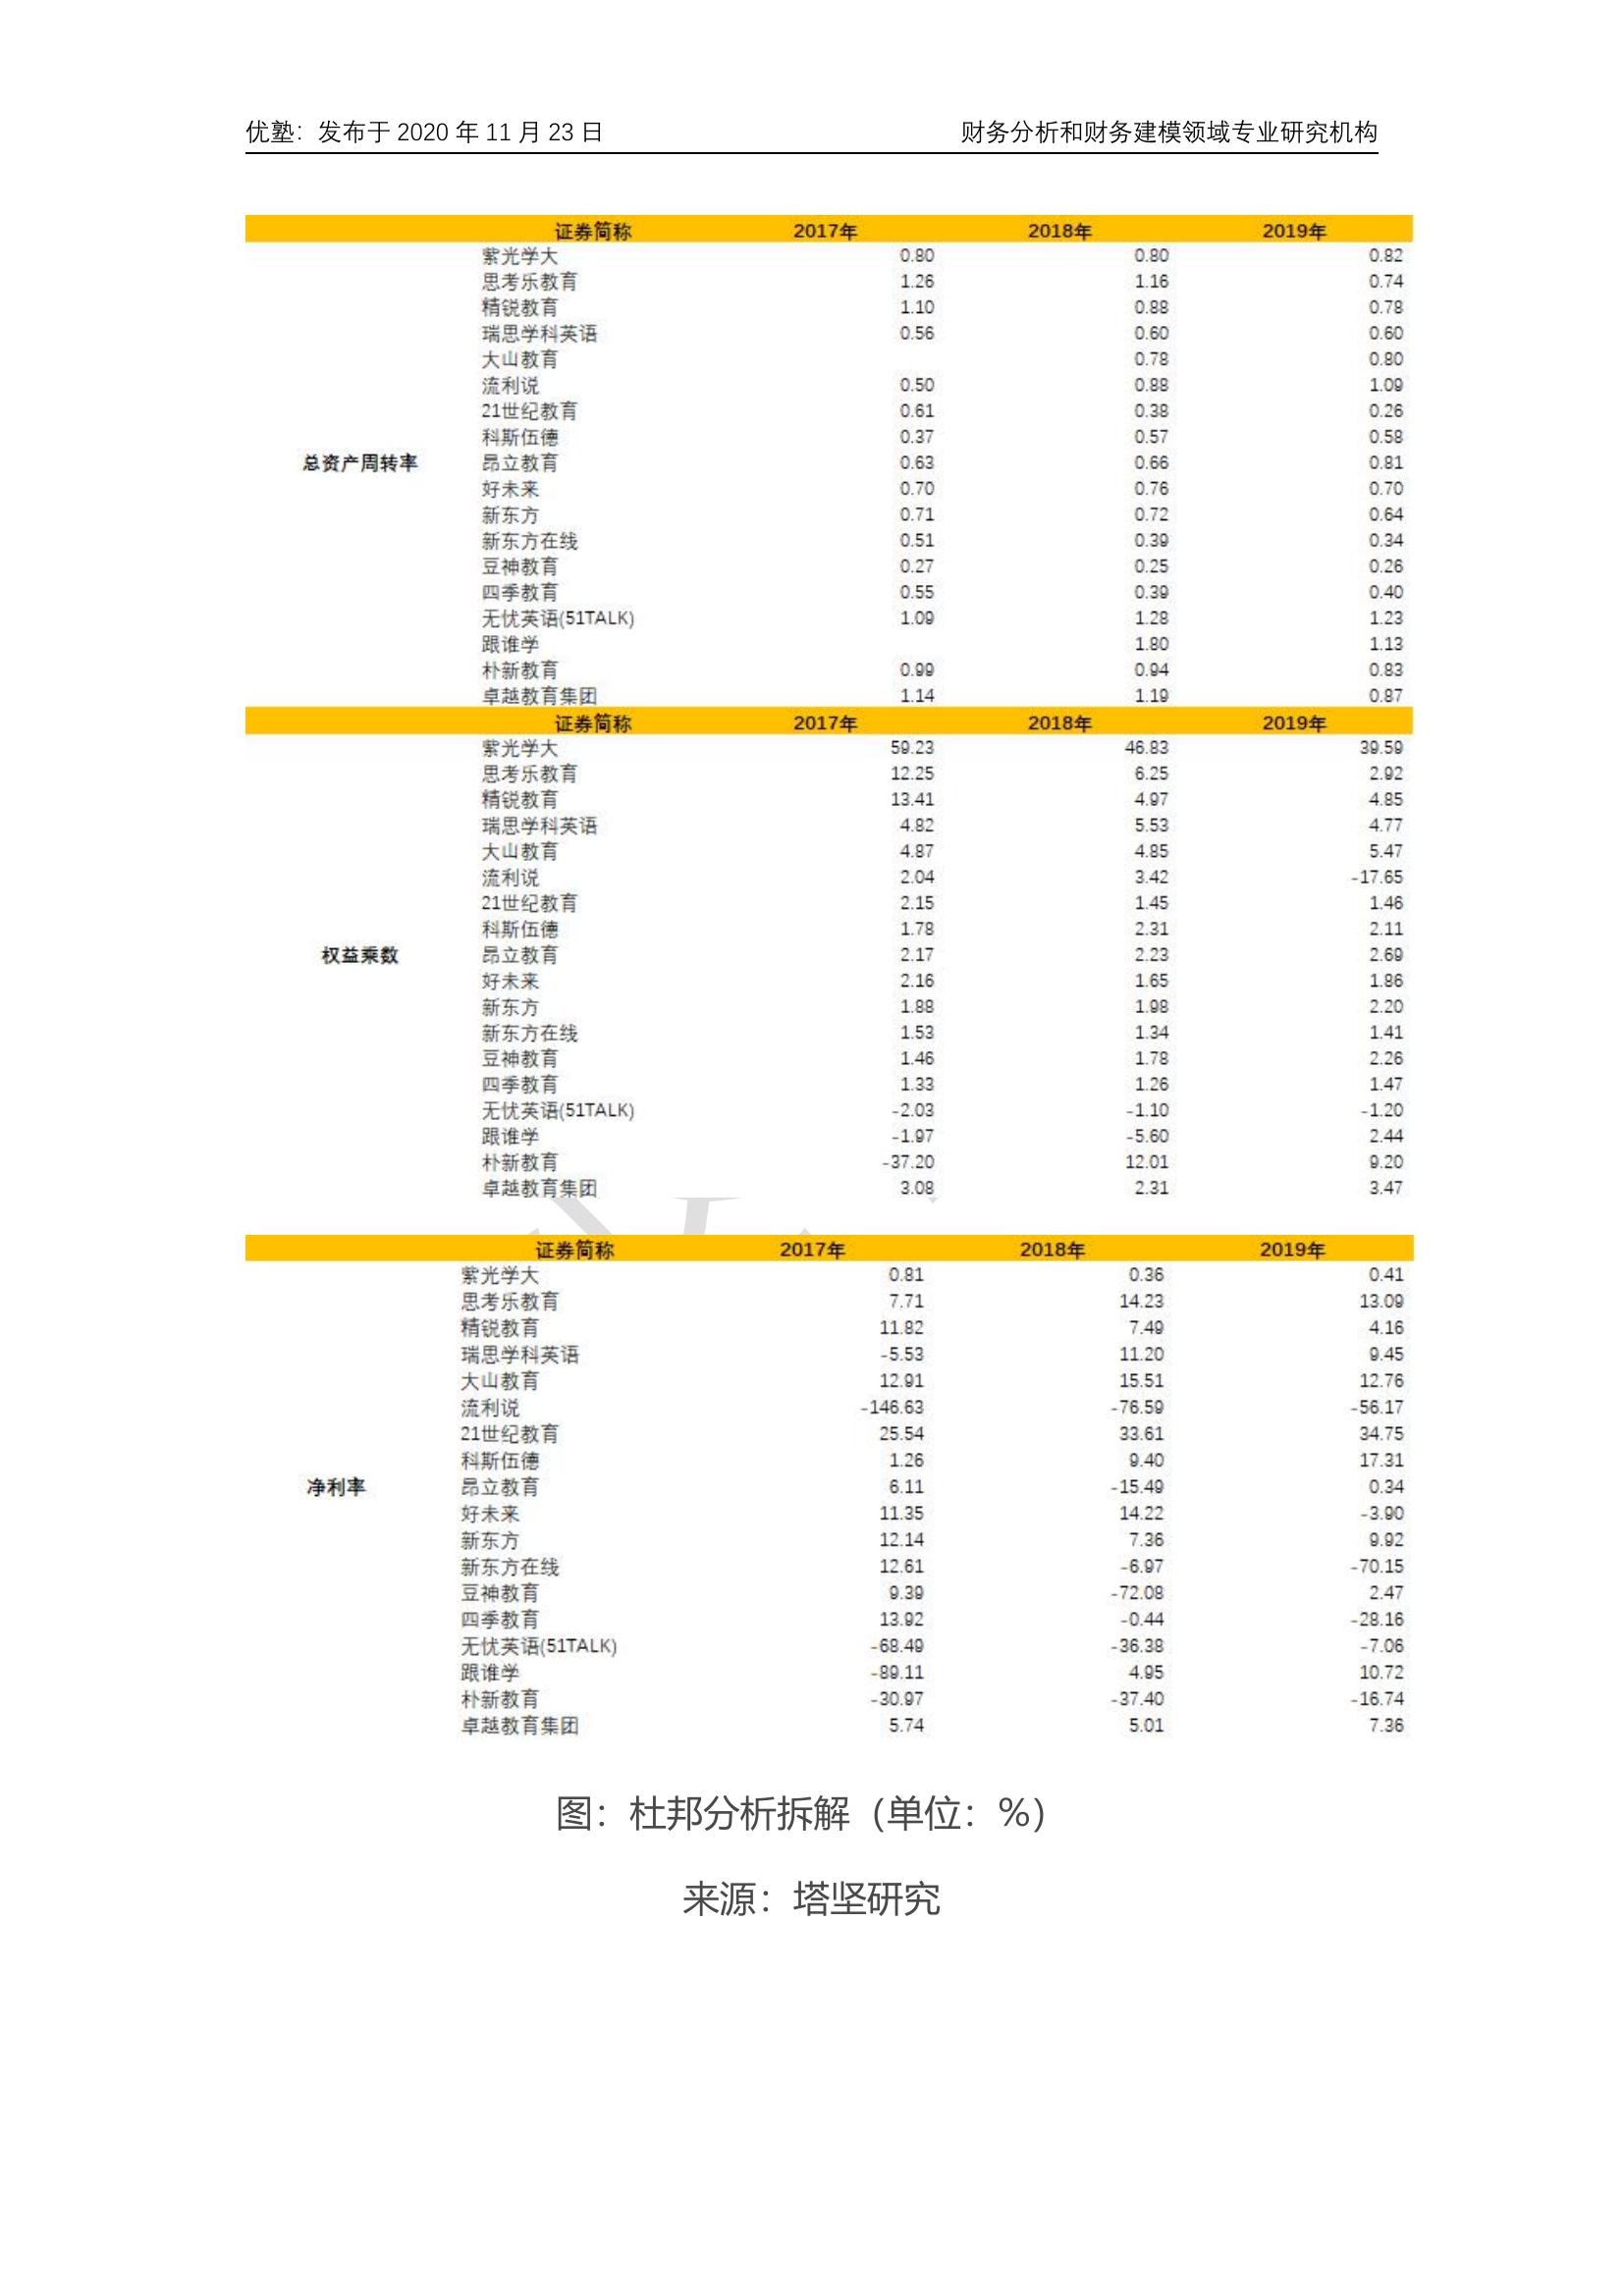 优塾：发布于 2020 年 11 月 23 日 财务分析和财务建模领域专业研究机构
证券简称 2017年 2018年 2019年
紫光学大 0.80 0.80 0.82
思考乐教育 1.26 1.16 0.74
精锐教育 1.10 0.88 0.78
瑞思学科英语 0.56 0.60 0.60
大山教育 0.78 0.80
流利说 0.50 0.88 1.09
21世纪教育 0.61 0.38 0.26
科斯伍德 0.37 0.57 0.58
总资产周转率 昂立教育 0.63 0.66 0.81
好未来 0.70 0.76 0.70
新东方 0.71 0.72 0.64
新东方在线 0.51 0.39 0.34
豆神教育 0.27 0.25 0.26
四季教育 0.55 0.39 0.40
无忧英语(51TALK) 1.09 1.28 1.23
跟谁学 1.80 1.13
朴新教育 0.99 0.94 0.83
卓越教育集团 1.14 1.19 0.87
证券简称 2017年 2018年 2019年
紫光学大 59.23 46.83 39.59
思考乐教育 12.25 6.25 2.92
精锐教育 13.41 4.97 4.85
瑞思学科英语 4.82 5.53 4.77
大山教育 4.87 4.85 5.47
流利说 2.04 3.42 -17.65
21世纪教育 2.15 1.45 1.46
科斯伍德 1.78 2.31 2.11
权益乘数 昂立教育 2.17 2.23 2.69
好未来 2.16 1.65 1.86
新东方 1.88 1.98 2.20
新东方在线 1.53 1.34 1.41
豆神教育 1.46 1.78 2.26
四季教育 1.33 1.26 1.47
无忧英语(51TALK) -2.03 -1.10 -1.20
跟谁学 -1.97 -5.60 2.44
朴新教育 -37.20 12.01 9.20
卓越教育集团 3.08 2.31 3.47
证券简称 2017年 2018年 2019年
紫光学大 0.81 0.36 0.41
思考乐教育 7.71 14.23 13.09
精锐教育 11.82 7.49 4.16
瑞思学科英语 -5.53 11.20 9.45
大山教育 12.91 15.51 12.76
流利说 -146.63 -76.59 -56.17
21世纪教育 25.54 33.61 34.75
科斯伍德 1.26 9.40 17.31
净利率 昂立教育 6.11 -15.49 0.34
好未来 11.35 14.22 -3.90
新东方 12.14 7.36 9.92
新东方在线 12.61 -6.97 -70.15
豆神教育 9.39 -72.08 2.47
四季教育 13.92 -0.44 -28.16
无忧英语(51TALK) -68.49 -36.38 -7.06
跟谁学 -89.11 4.95 10.72
朴新教育 -30.97 -37.40 -16.74
卓越教育集团 5.74 5.01 7.36
图：杜邦分析拆解（单位：%）
来源：塔坚研究